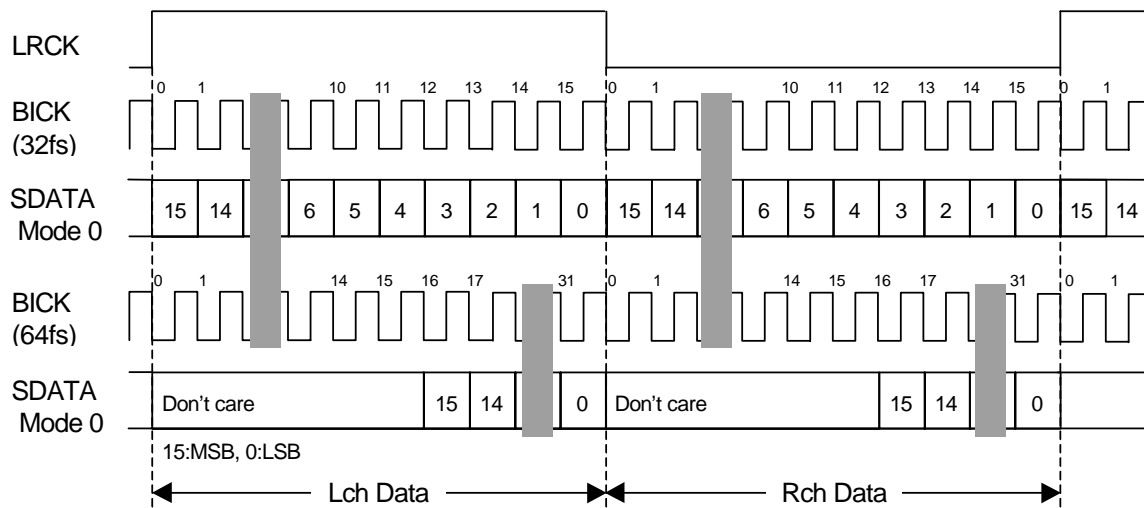 LRCK
0 1 10 11 12 13 14 15 0 1 10 11 12 13 14 15 0 1
BICK
(32fs)
SDATA
Mode 0
15 14 6 5 4 3 2 1 0 15 14 6 5 4 3 2 1 0 15 14
0 1 14 15 16 17 31 0 1 14 15 16 17 31 0 1
BICK
(64fs)
SDATA
Mode 0
Don't care 15 14 0 Don't care 15 14 0
15:MSB, 0:LSB
Lch Data Rch Data